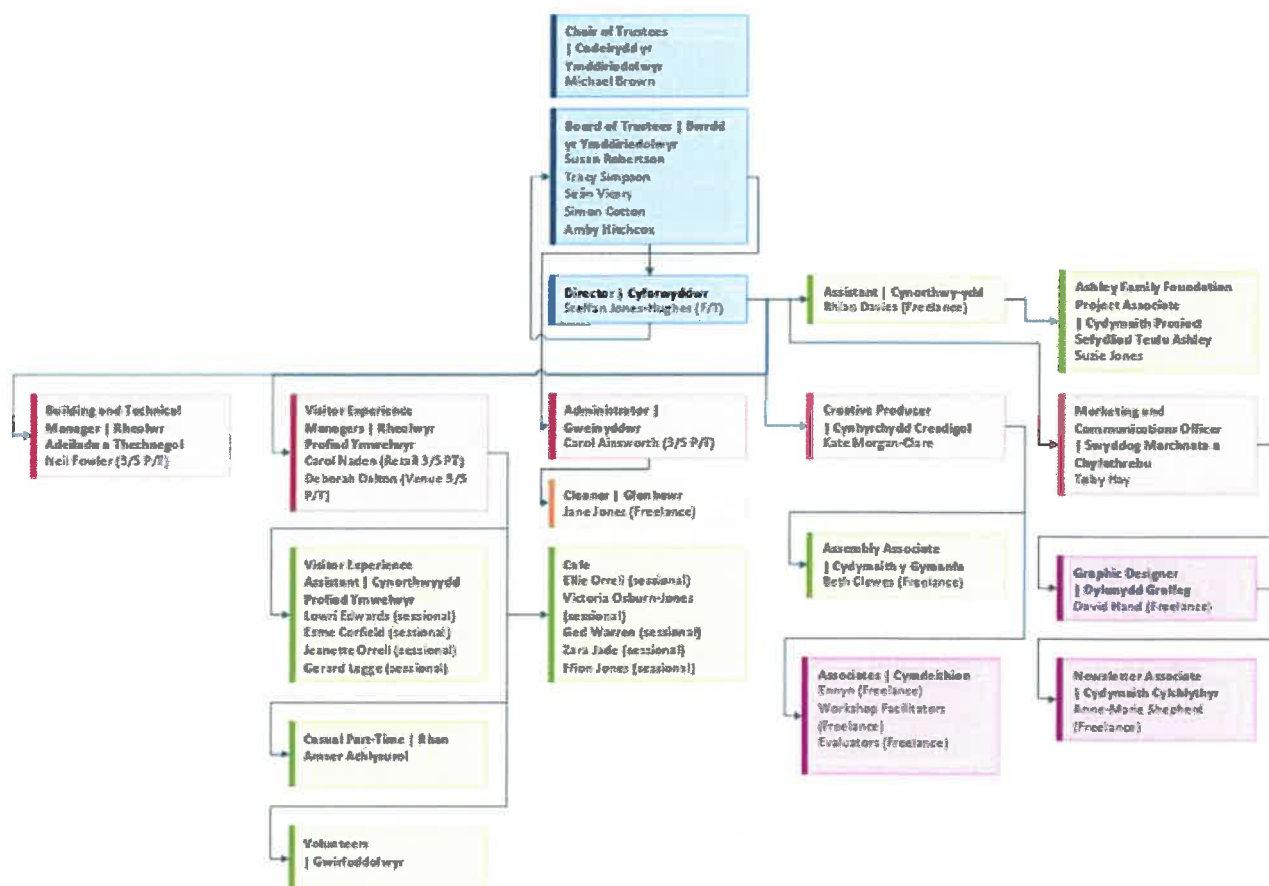 Chair of Trustees
| Cadeirydd yr
Ymddiriedolwyr
Michael Brown
Board of Trustees | Bwrdd
yr Ymddiriedolwyr
Susan Robertson
Tracy Simpson
Seán Vicary
Simon Cotton
Amby Hitchcox
Director | Cyfarwyddwr
Steffan Jones-Hughes (F/T)
Assistant | Cynorthwy-ydd
Rhian Davies (Freelance)
Ashley Family Foundation
Project Associate
| Cydymaith Prosiect
Sefydliad Teulu Ashley
Suzie Jones
Building and Technical
Manager | Rheolwr
Adeiladu a Thechnegol
Neil Fowler (3/5 P/T)
Visitor Experience
Managers | Rheolwyr
Profiad Ymwelwyr
Carol Naden (Retail 3/5 PT)
Deborah Dalton (Venue 3/5
P/T)
Administrator |
Gweinyddwr
Carol Ainsworth (3/5 P/T)
Creative Producer
| Cynhyrchydd Creadigol
Kate Morgan-Clare
Marketing and
Communications Officer
| Swyddog Marchnata a
Chyfathrebu
Toby Hay
Cleaner | Glanhawr
Jane Jones (Freelance)
Visitor Experience
Assistant | Cynorthwyydd
Profiad Ymwelwyr
Lowri Edwards (sessional)
Esme Corfield (sessional)
Jeanette Orrell (sessional)
Gerard Legge (sessional)
Cafe
Ellie Orrell (sessional)
Victoria Osburn-Jones
(sessional)
Ged Warren (sessional)
Zara Jade (sessional)
Ffion Jones (sessional)
Assembly Associate
| Cydymaith y Gymanfa
Beth Clewes (Freelance)
Graphic Designer
| Dylunydd Graffeg
David Hand (Freelance)
Associates | Cymdeithion
(Freelance)
Workshop Facilitators
(Freelance)
Evaluators (Freelance)
Newsletter Associate
| Cydymaith Cylchlythyr
Anne-Marie Shepherd
(Freelance)
Casual Part-Time | Rhan
Amser Achlysurol
Volunteers
| Gwirfoddolwyr